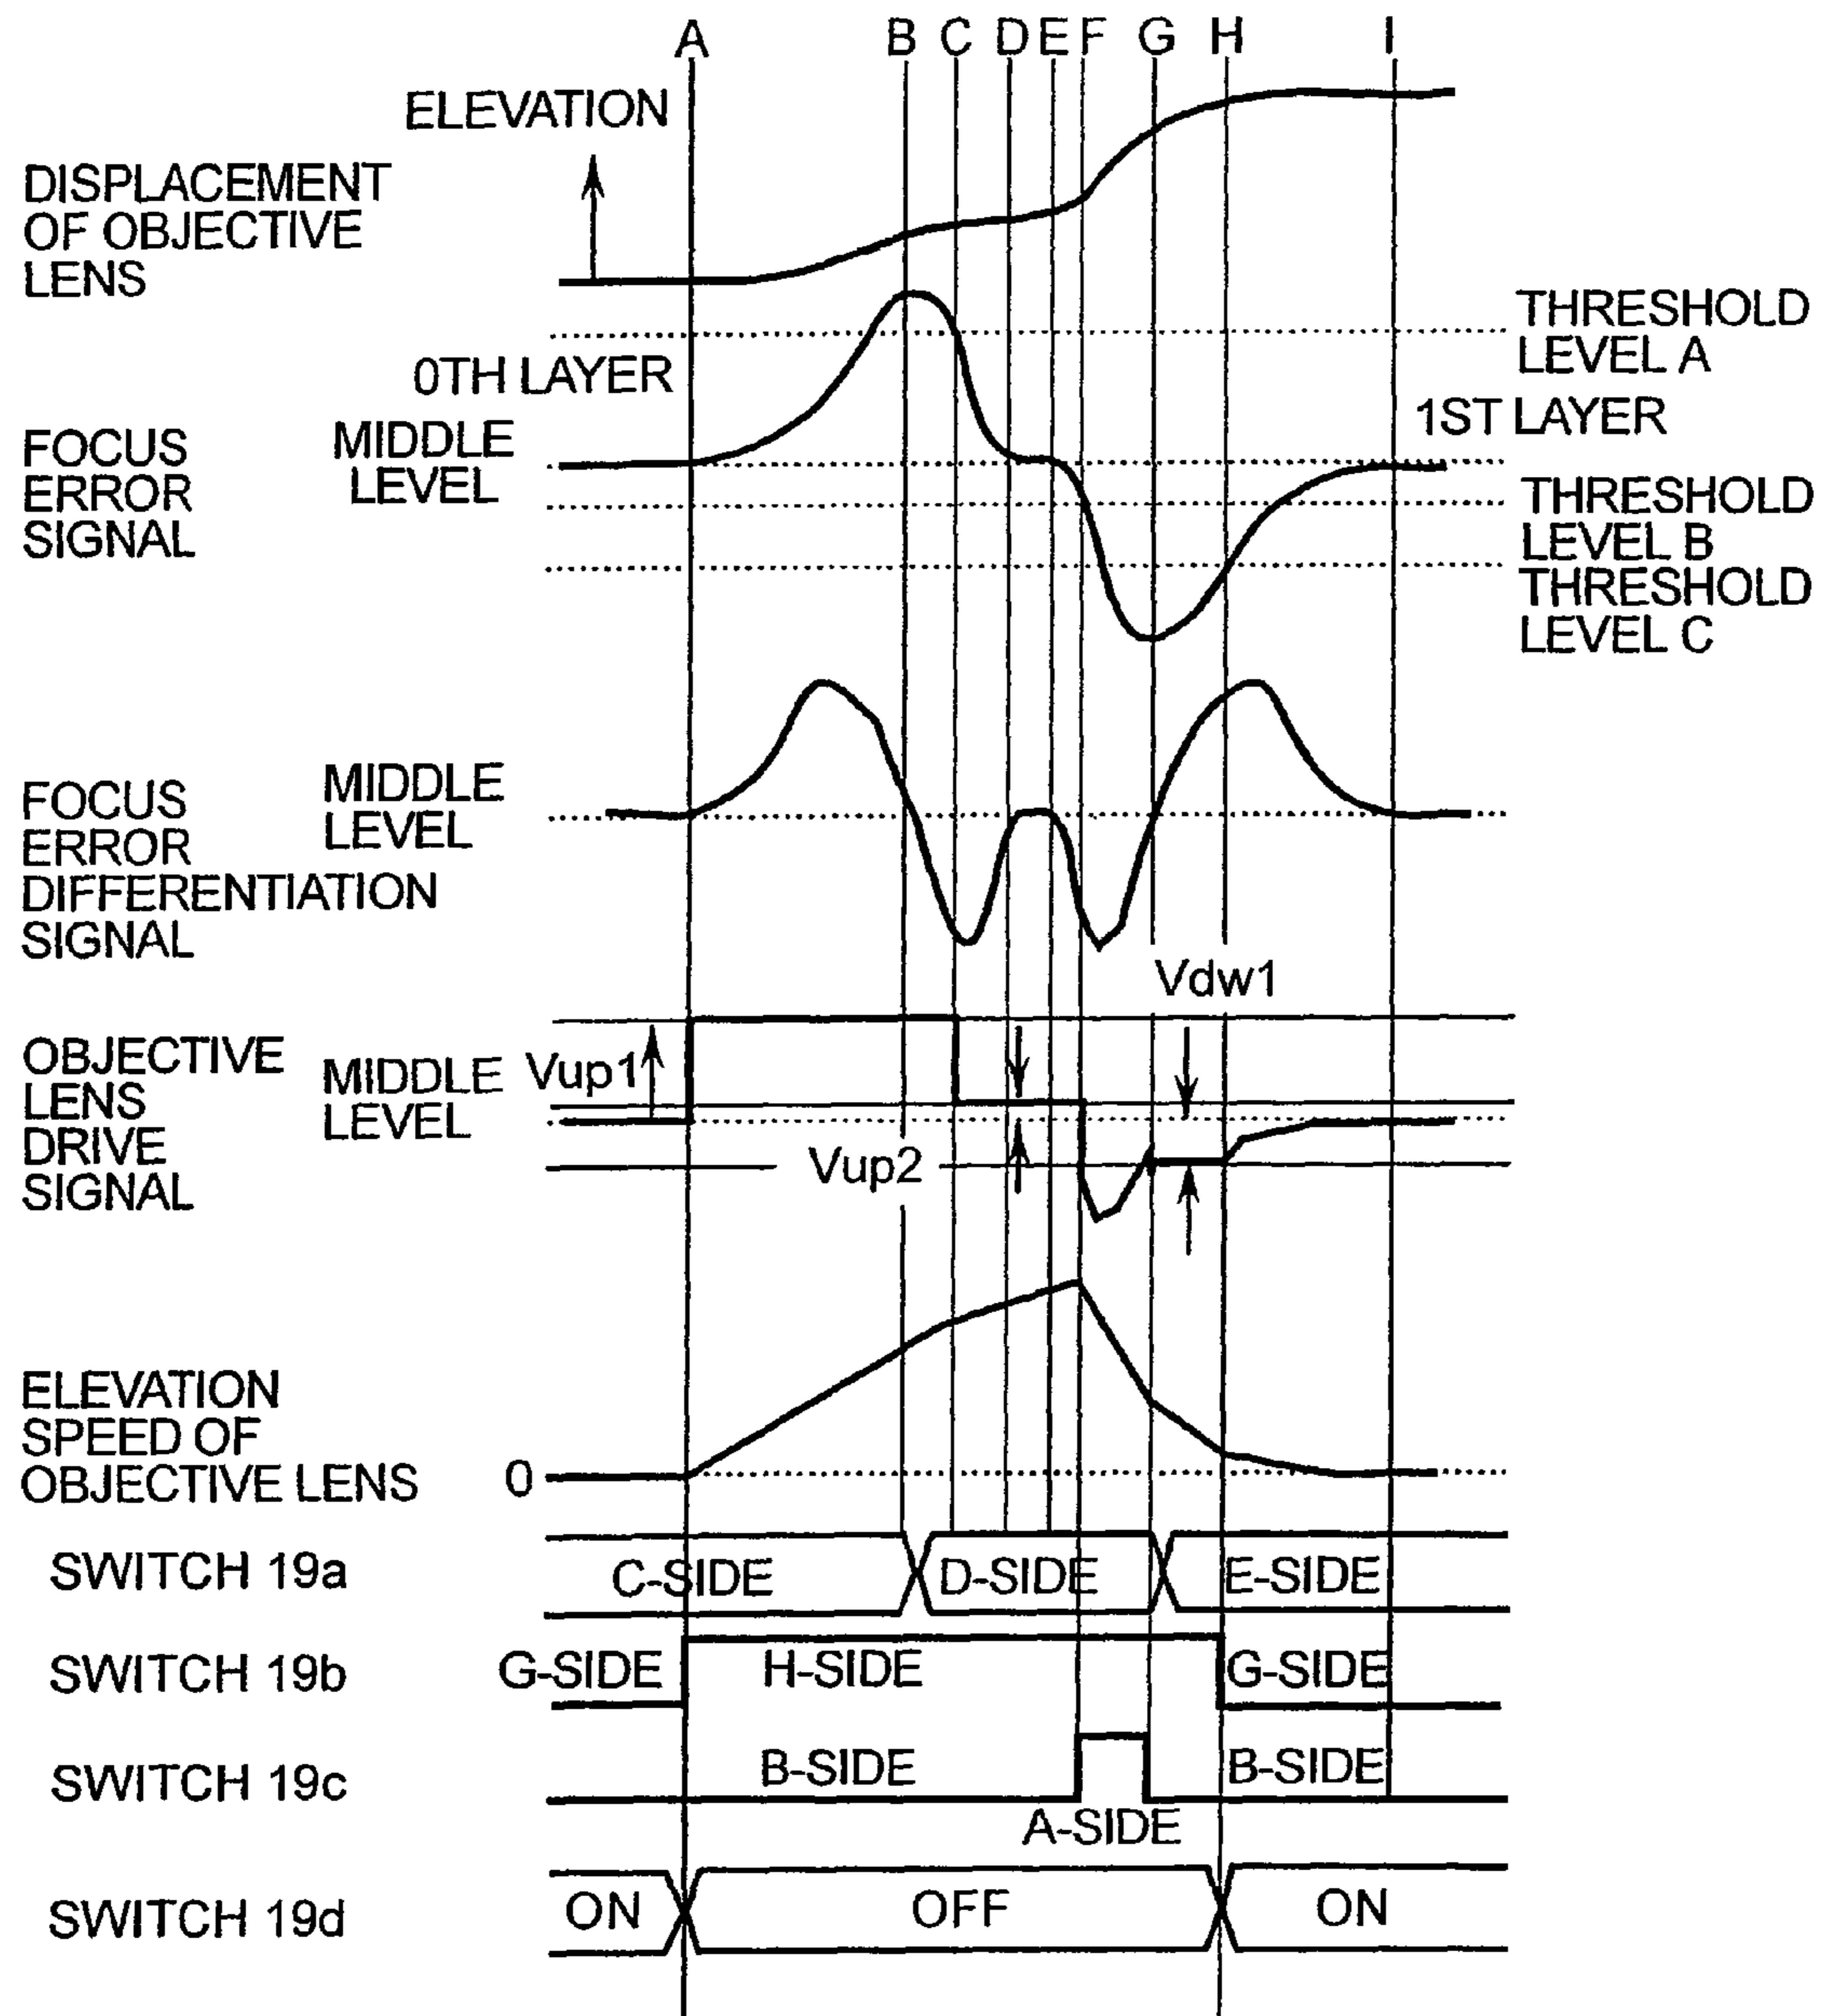 A B C D E F G H I
ELEVATION
DISPLACEMENT
OF OBJECTIVE
LENS
THRESHOLD
LEVEL A
0TH LAYER
1ST LAYER
FOCUS
ERROR
SIGNAL
MIDDLE
LEVEL
THRESHOLD
LEVEL B
THRESHOLD
LEVEL C
FOCUS
ERROR
DIFFERENTIATION
SIGNAL
MIDDLE
LEVEL
Vdw1
OBJECTIVE
LENS
DRIVE
SIGNAL
MIDDLE
LEVEL
Vup1
Vup2
ELEVATION
SPEED OF
OBJECTIVE LENS
0
SWITCH 19a
C-SIDE
D-SIDE
E-SIDE
SWITCH 19b
G-SIDE
H-SIDE
G-SIDE
SWITCH 19c
B-SIDE
B-SIDE
A-SIDE
SWITCH 19d
ON
OFF
ON